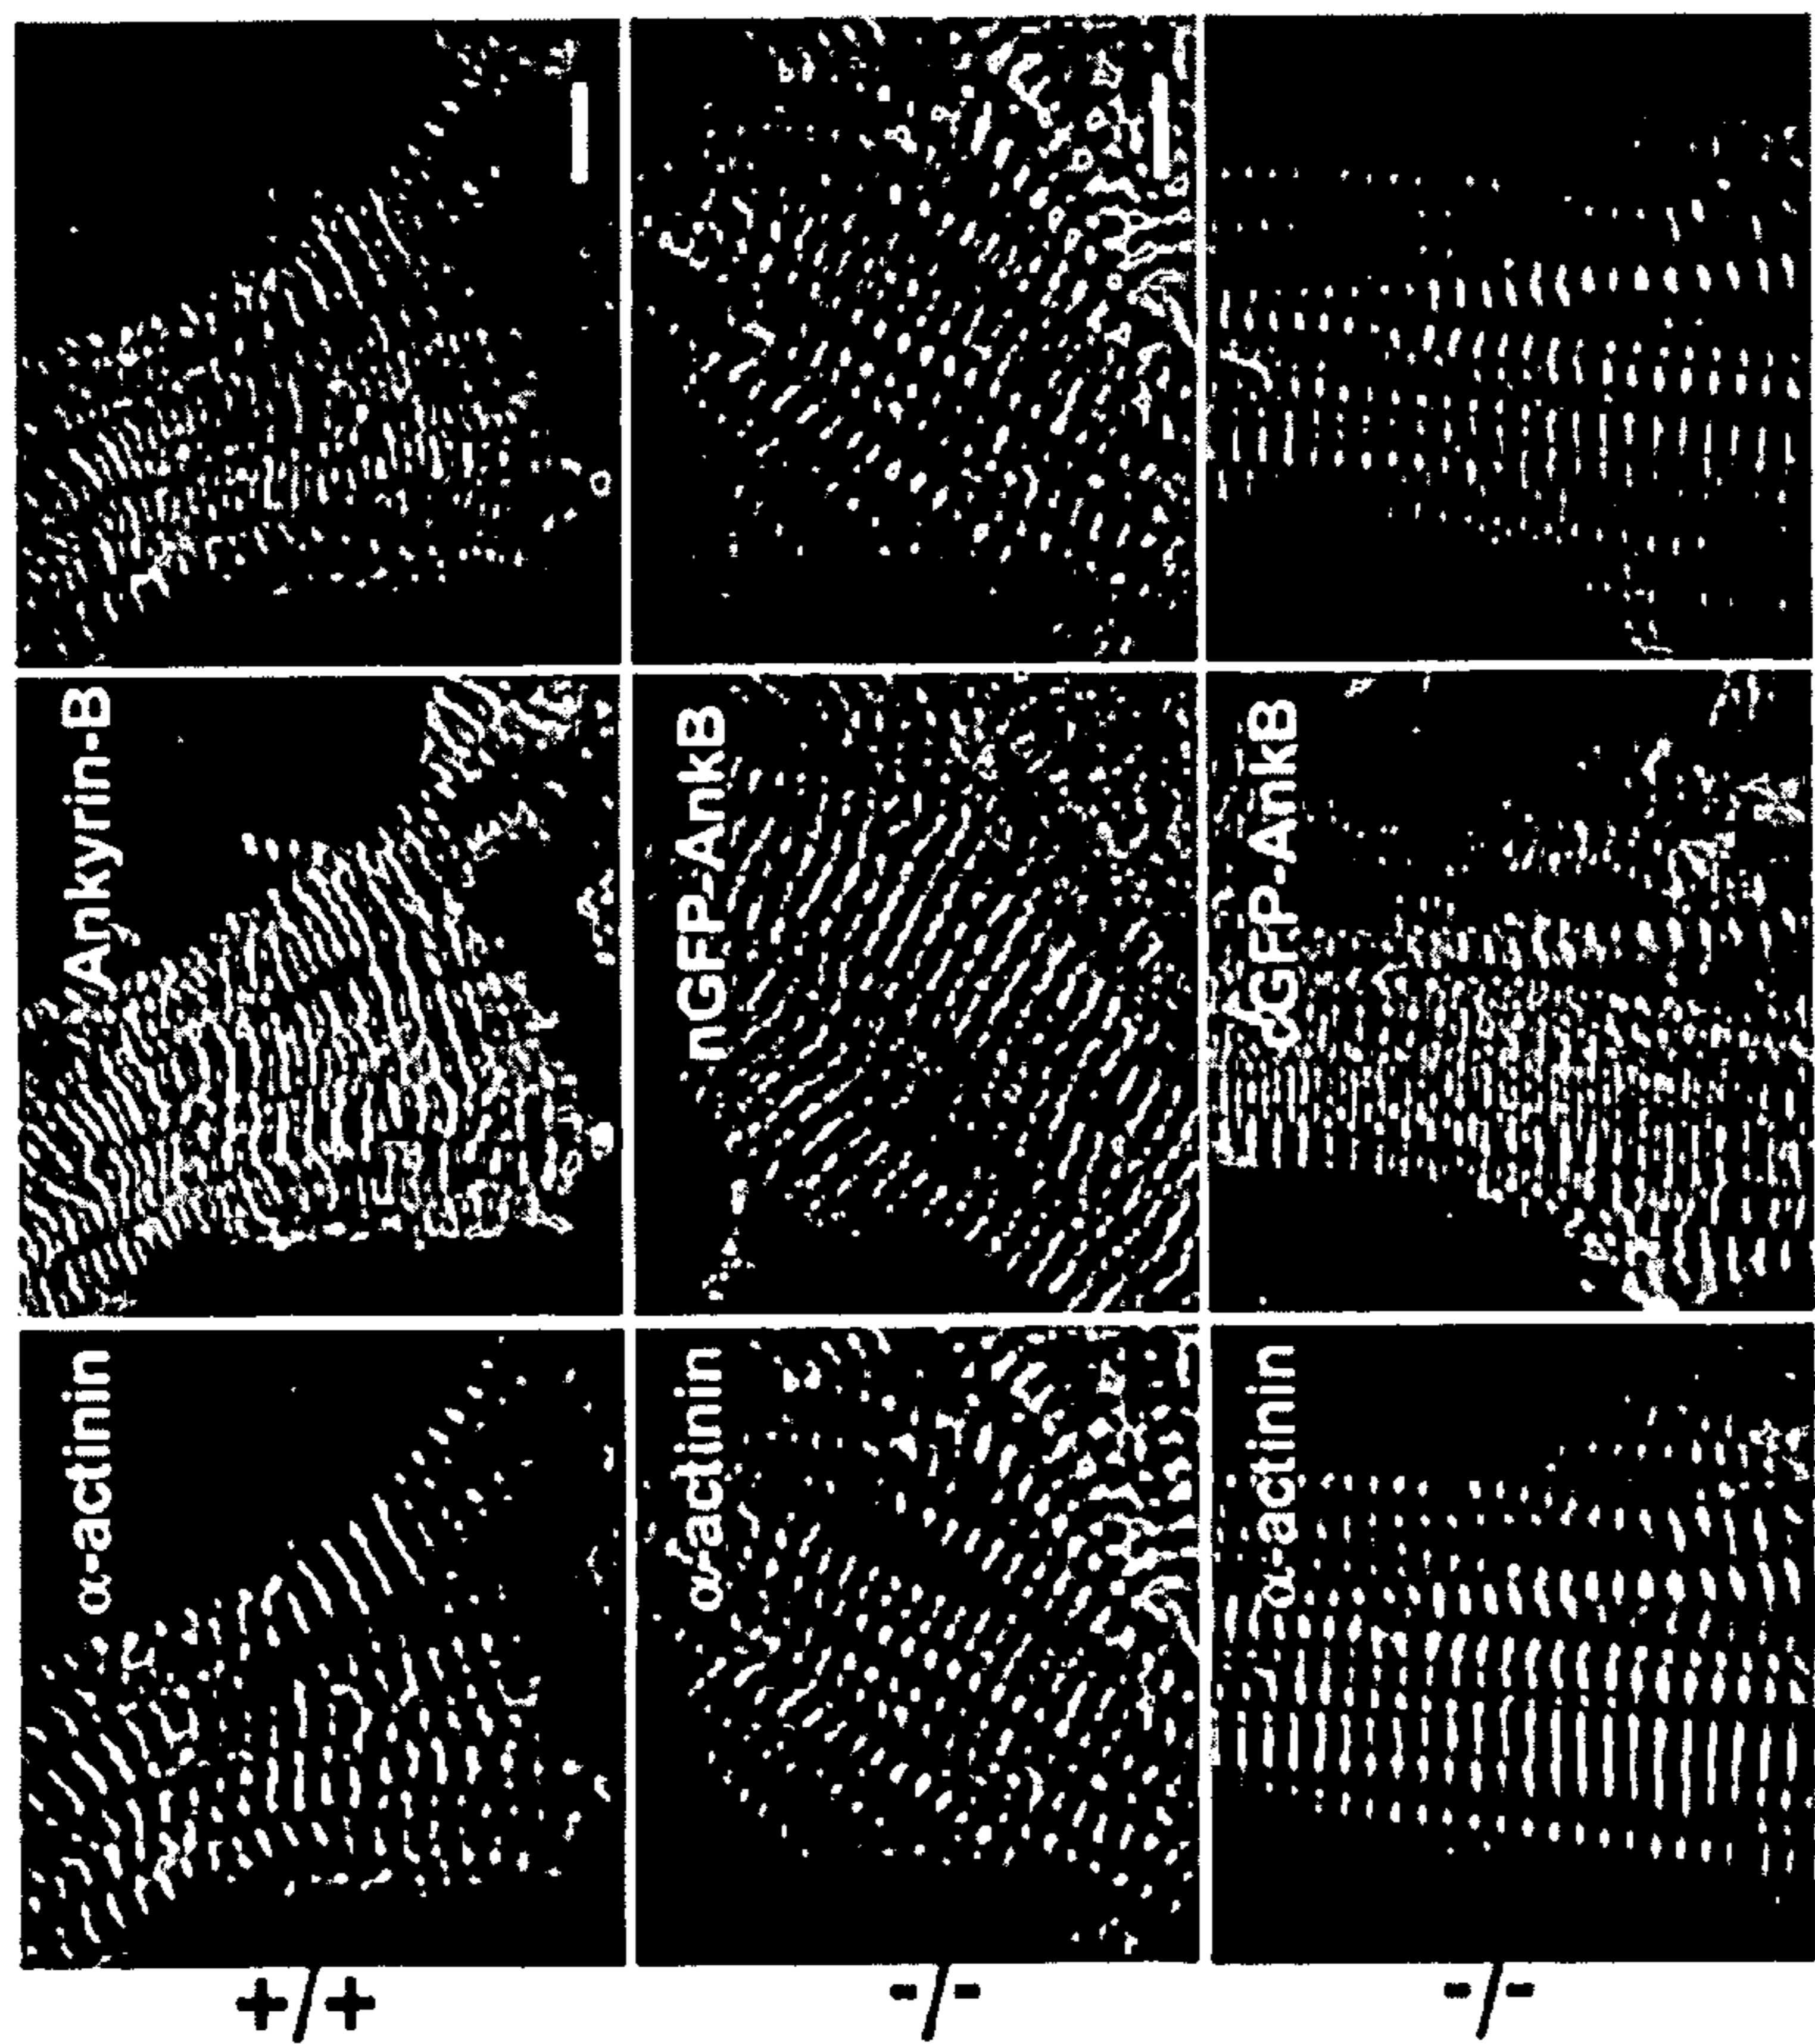 +/+
α-actinin
Ankyrin-B
-/-
α-actinin
nGFP-AnkB
-/-
α-actinin
cGFP-AnkB